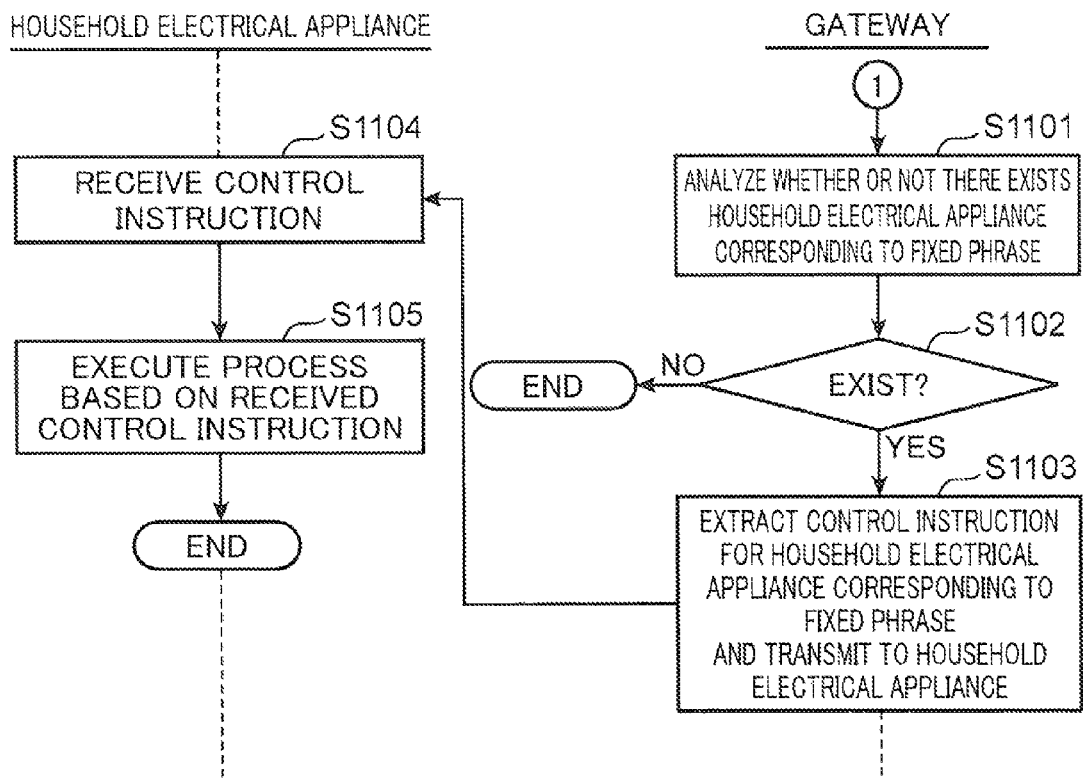 HOUSEHOLD ELECTRICAL APPLIANCE
GATEWAY
1
S1101
ANALYZE WHETHER OR NOT THERE EXISTS
HOUSEHOLD ELECTRICAL APPLIANCE
CORRESPONDING TO FIXED PHRASE
S1102
EXIST?
NO
END
YES
S1103
EXTRACT CONTROL INSTRUCTION
FOR HOUSEHOLD ELECTRICAL
APPLIANCE CORRESPONDING TO
FIXED PHRASE
AND TRANSMIT TO HOUSEHOLD
ELECTRICAL APPLIANCE
S1104
RECEIVE CONTROL
INSTRUCTION
S1105
EXECUTE PROCESS
BASED ON RECEIVED
CONTROL INSTRUCTION
END